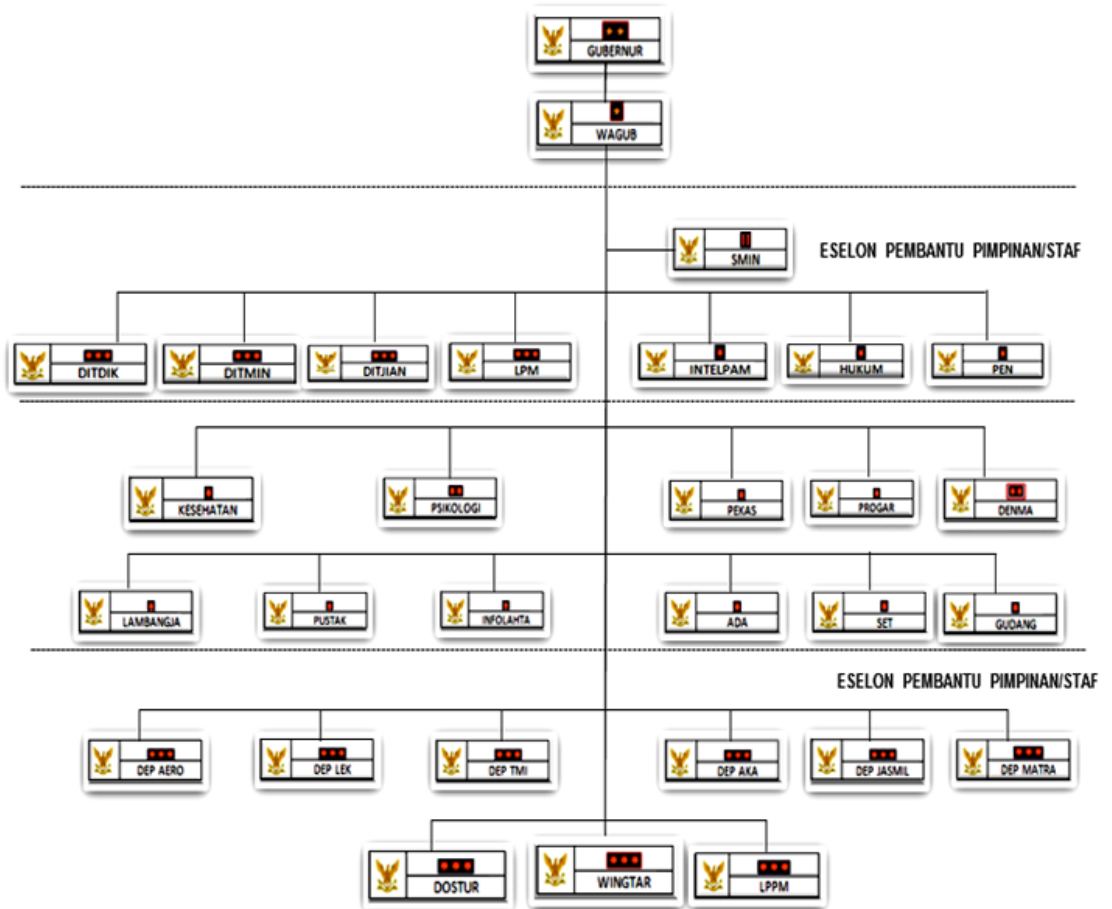 GUBERNUR
WAGUB
SMIN
ESELON PEMBANTU PIMPINAN/STAF
DITDIK
DITMIN
DITJIAN
LPM
INTELPAM
HUKUM
PEN
KESEHATAN
PSIKOLOGI
PEKAS
PROGAR
DENMA
LAMBANGJA
PUSTAK
INFOLAHTA
ADA
SET
GUDANG
ESELON PEMBANTU PIMPINAN/STAF
DEP AERO
DEP LEK
DEP TMI
DEP AKA
DEP JASMIL
DEP MATRA
DOSTUR
WINGTAR
LPPM